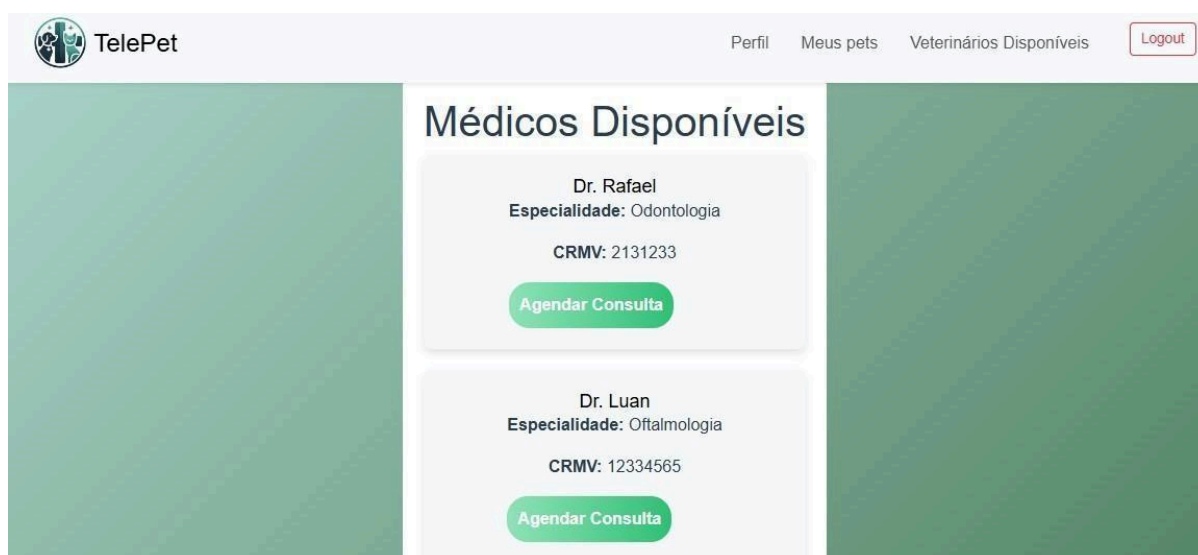 TelePet
Perfil Meus pets Veterinários Disponíveis Logout
Médicos Disponíveis
Dr. Rafael
Especialidade: Odontologia
CRMV: 2131233
Agendar Consulta
Dr. Luan
Especialidade: Oftalmologia
CRMV: 12334565
Agendar Consulta